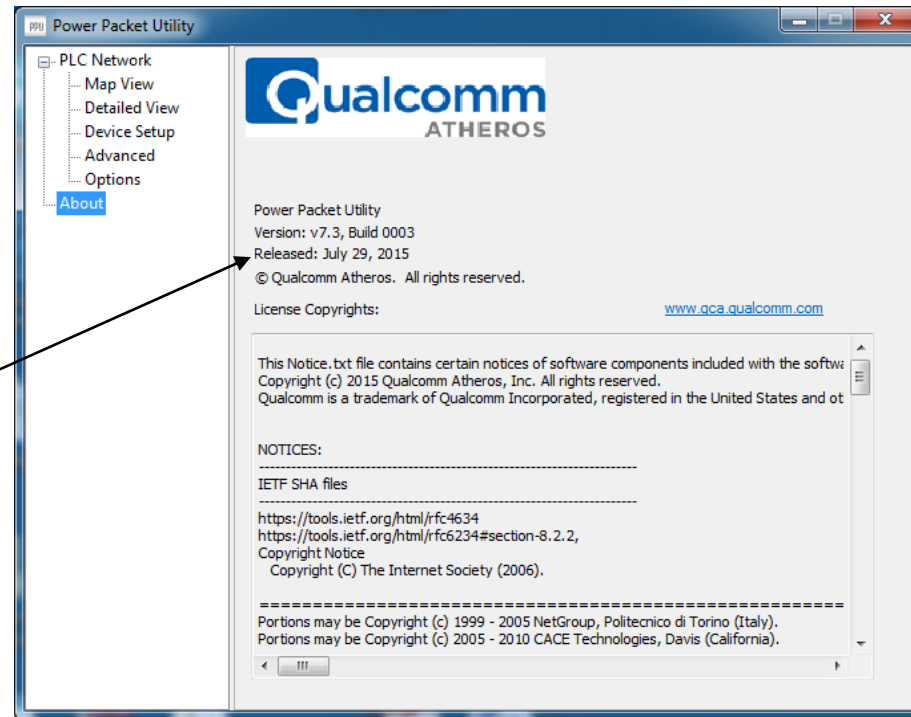 PPU Power Packet Utility
PLC Network
Map View
Detailed View
Device Setup
Advanced
Options
About
Qualcomm
ATHEROS
Power Packet Utility
Version: v7.3, Build 0003
Released: July 29, 2015
© Qualcomm Atheros. All rights reserved.
License Copyrights:
www.qca.qualcomm.com
This Notice.txt file contains certain notices of software components included with the softwa
Copyright (c) 2015 Qualcomm Atheros, Inc. All rights reserved.
Qualcomm is a trademark of Qualcomm Incorporated, registered in the United States and ot
NOTICES:
------------------------------------------------------------------------
IETF SHA files
------------------------------------------------------------------------
https://tools.ietf.org/html/rfc4634
https://tools.ietf.org/html/rfc6234#section-8.2.2,
Copyright Notice
Copyright (C) The Internet Society (2006).
=======================================================
Portions may be Copyright (c) 1999 - 2005 NetGroup, Politecnico di Torino (Italy).
Portions may be Copyright (c) 2005 - 2010 CACE Technologies, Davis (California).